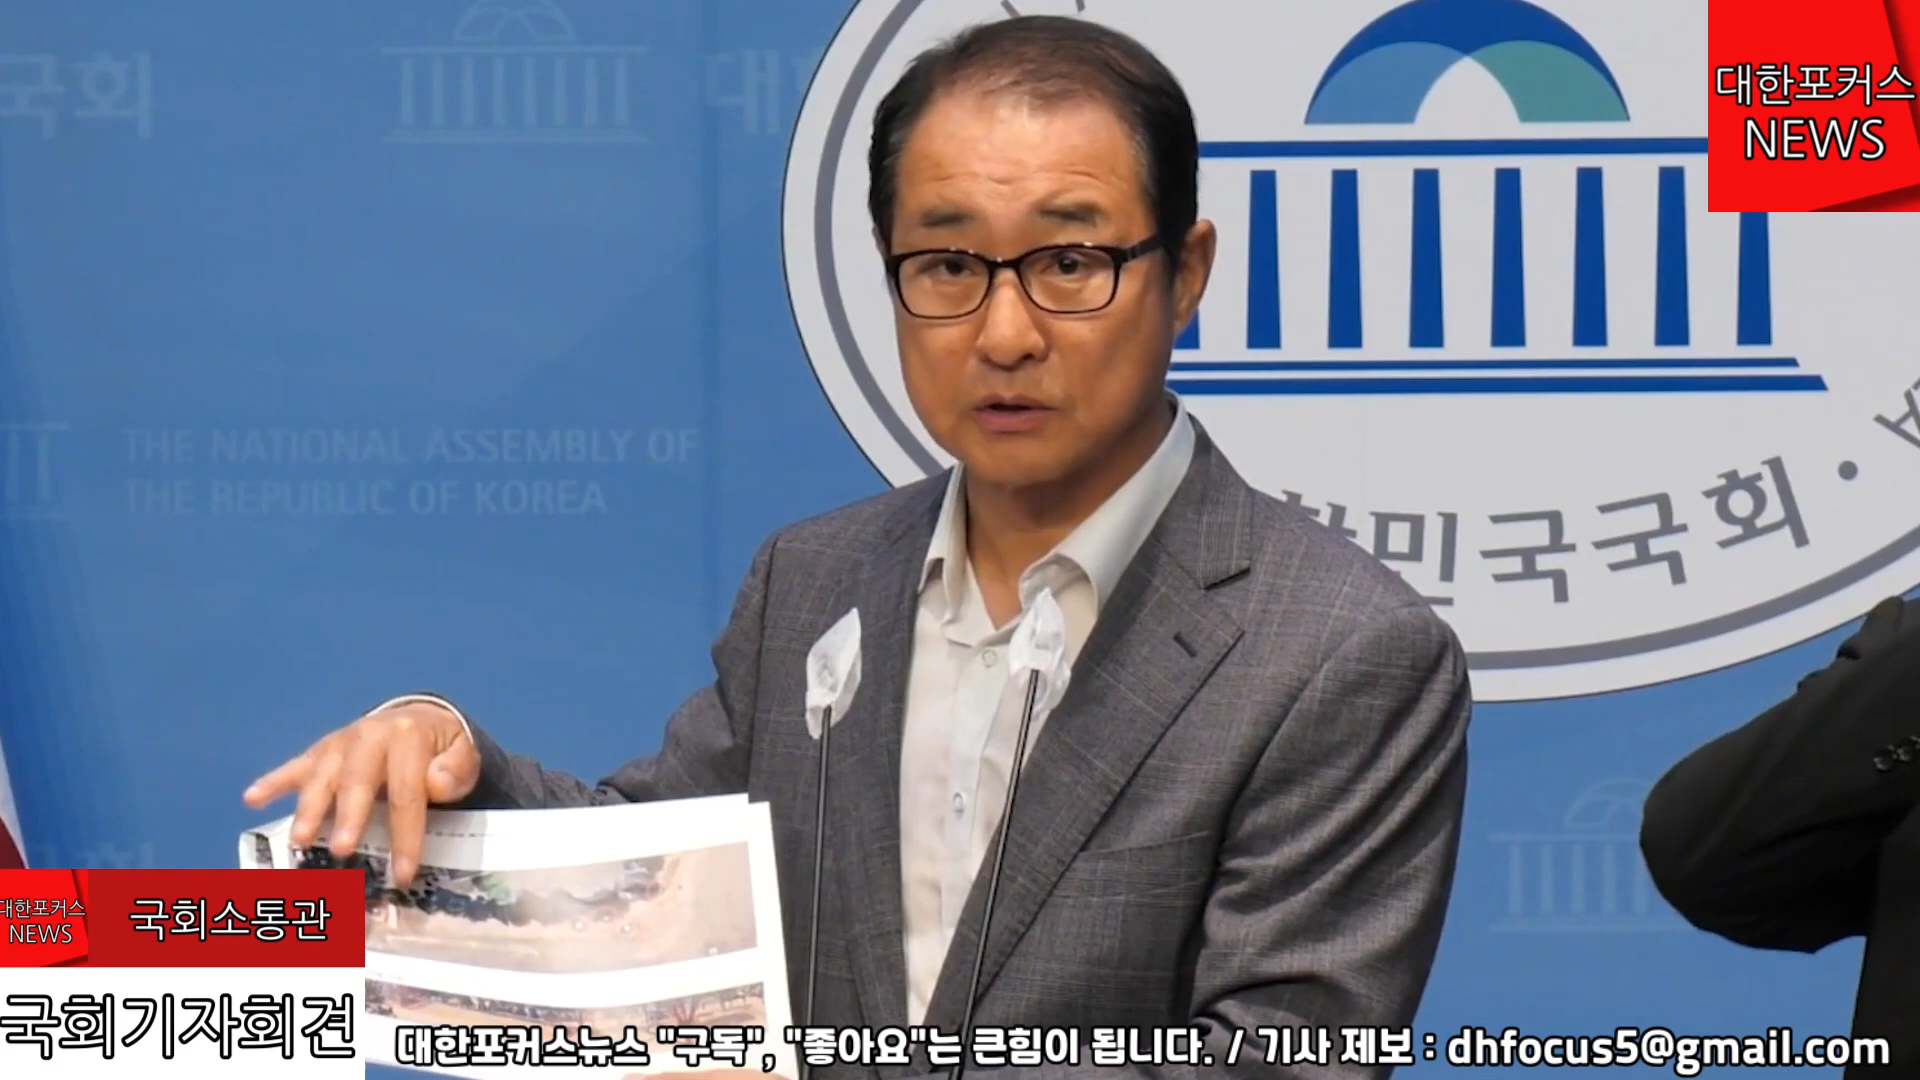 국회
대한
THE NATIONAL ASSEMBLY OF
THE REPUBLIC OF KOREA
대한포커스
NEWS
한민국국회
대한포커스
NEWS
국회소통관
국회기자회견
대한포커스뉴스 "구독", "좋아요"는 큰힘이 됩니다. / 기사 제보 : dhfocus5@gmail.com